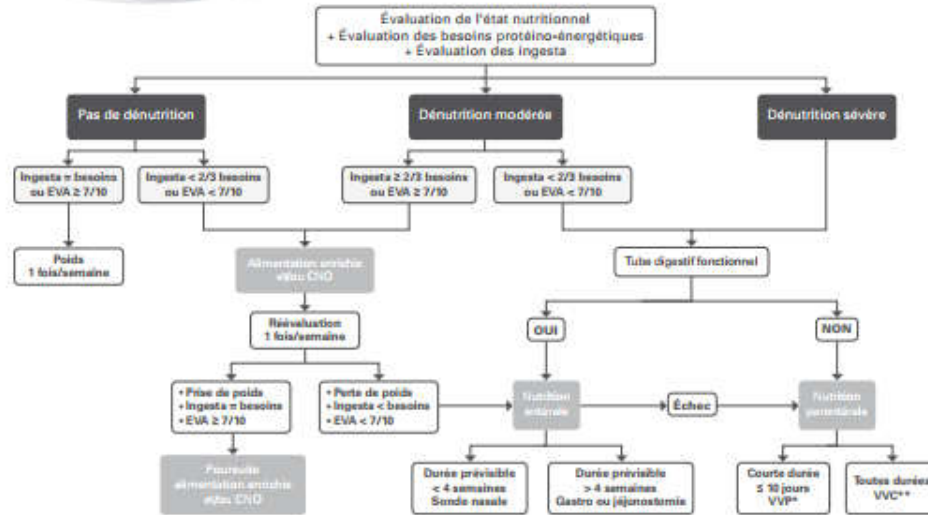 Évaluation de l'état nutritionnel
+ Évaluation des besoins protéino-énergétiques
+ Évaluation des ingesta
Pas de dénutrition
Dénutrition modérée
Dénutrition sévère
Ingesta = besoins
ou EVA ≥ 7/10
Ingesta < 2/3 besoins
ou EVA < 7/10
Ingesta ≥ 2/3 besoins
ou EVA ≥ 7/10
Ingesta < 2/3 besoins
ou EVA < 7/10
Poids
1 fois/semaine
Alimentation enrichie
et/ou CNO
Tube digestif fonctionnel
Réévaluation
1 fois/semaine
OUI
NON
• Prise de poids
• Ingesta = besoins
• EVA ≥ 7/10
• Perte de poids
• Ingesta < besoins
• EVA < 7/10
Nutrition
entérale
Échec
Nutrition
parentérale
Poursuite
alimentation enrichie
et/ou CNO
Durée prévisible
< 4 semaines
Sonde nasale
Durée prévisible
> 4 semaines
Gastro ou jéjunostomie
Courte durée
≤ 10 jours
VVP*
Toutes durées
VVC**